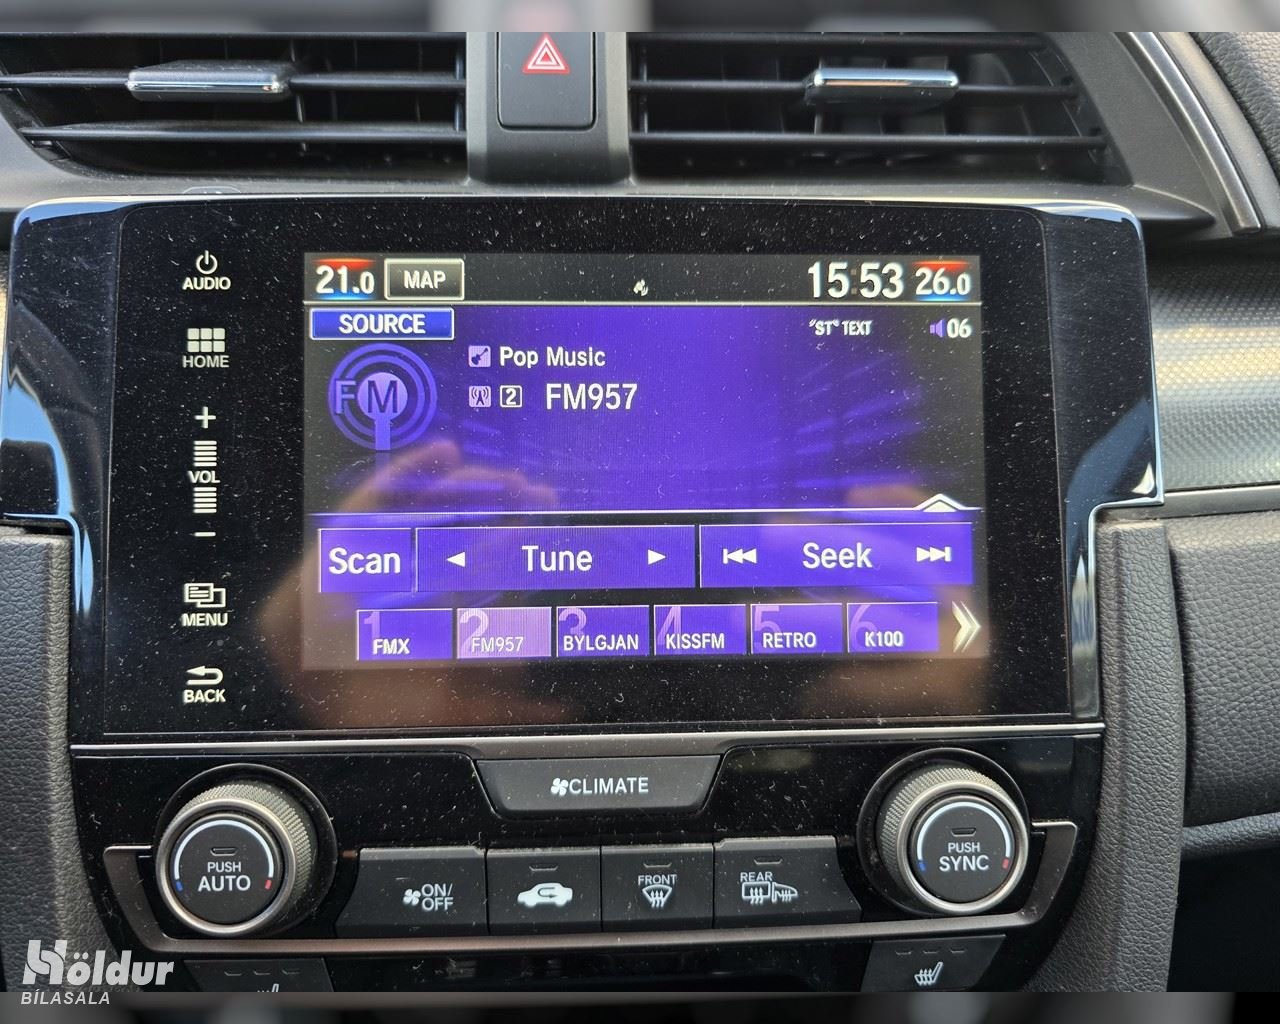 AUDIO
HOME
+
VOL
−
MENU
BACK
21.0
MAP
15:53
26.0
SOURCE
"ST" TEXT
06
FM
Pop Music
2 FM957
Scan
Tune
Seek
1 FMX
2 FM957
3 BYLGJAN
4 KISSFM
5 RETRO
6 K100
CLIMATE
PUSH
AUTO
ON/
OFF
FRONT
REAR
PUSH
SYNC
Höldur
BÍLASALA